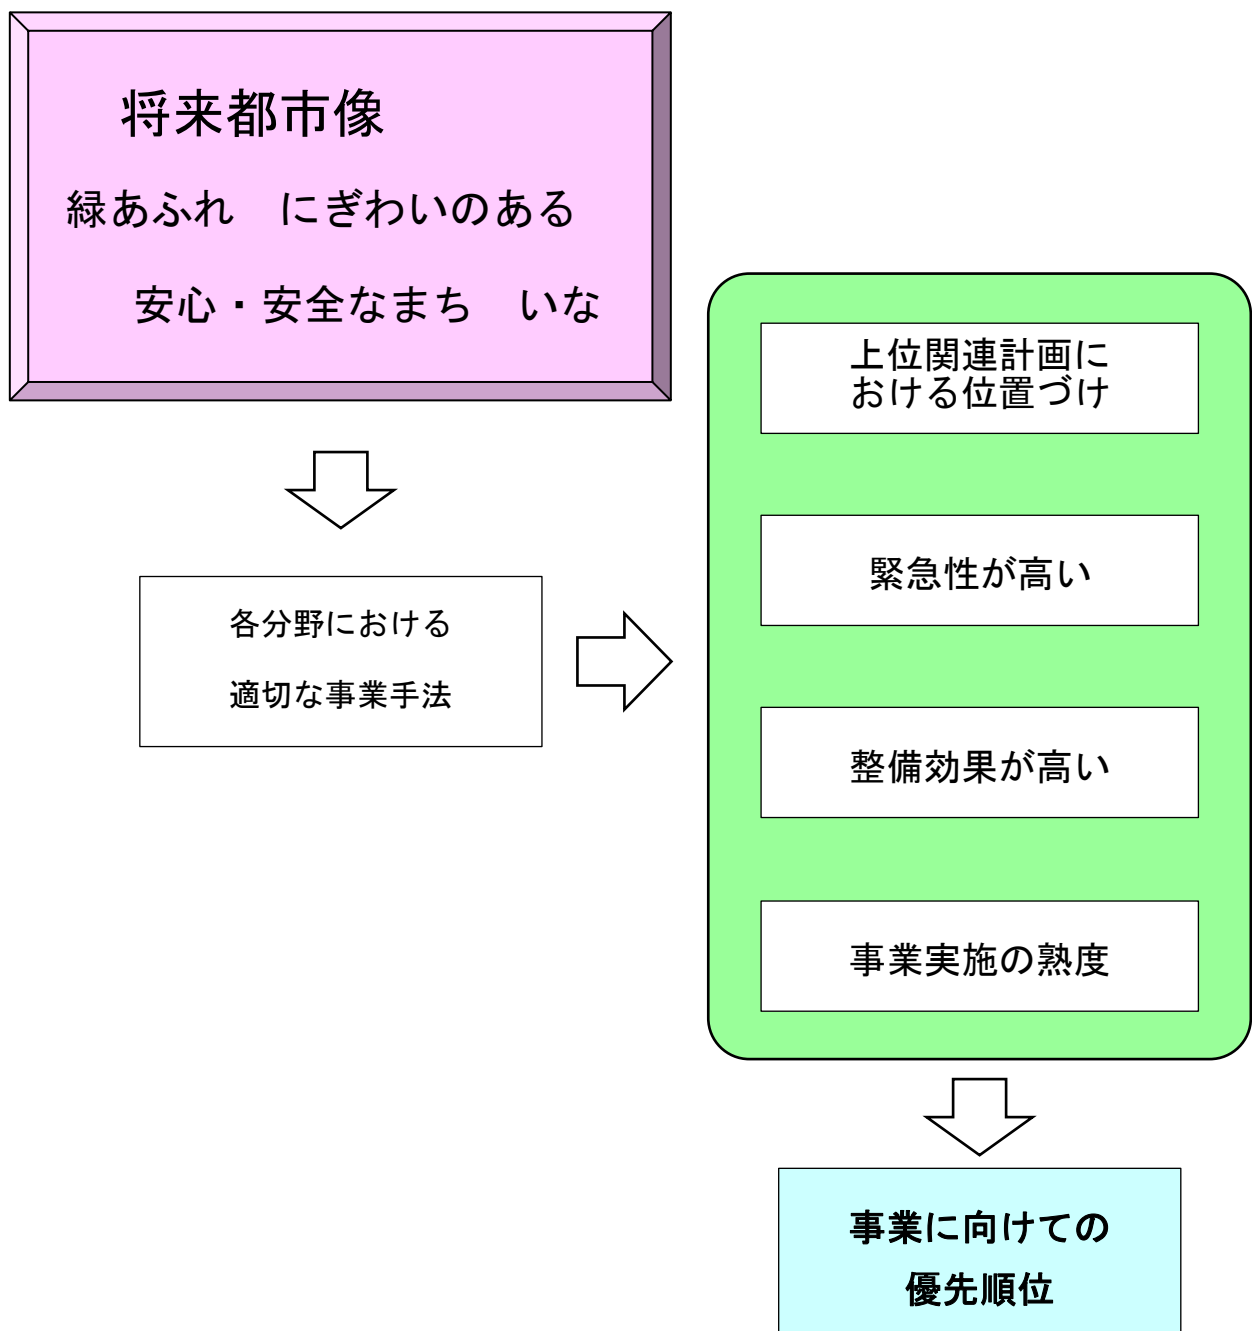 将来都市像
緑あふれ　にぎわいのある
安心・安全なまち　いな
各分野における
適切な事業手法
上位関連計画に
おける位置づけ
緊急性が高い
整備効果が高い
事業実施の熟度
事業に向けての
優先順位